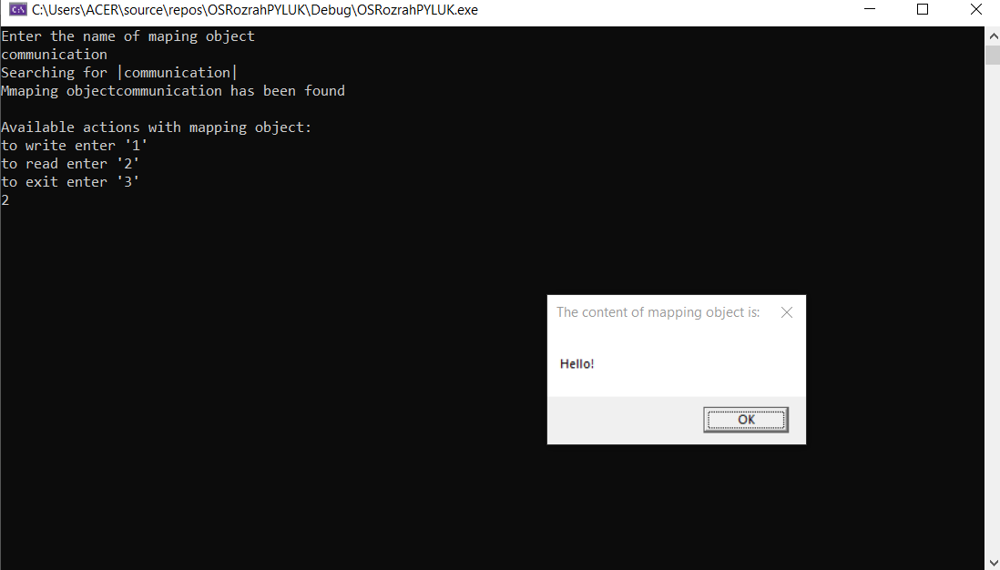 C:\Users\ACER\source\repos\OSRozrahPYLUK\Debug\OSRozrahPYLUK.exe
Enter the name of maping object
communication
Searching for |communication|
Mmaping objectcommunication has been found
Available actions with mapping object:
to write enter '1'
to read enter '2'
to exit enter '3'
2
The content of mapping object is:
Hello!
OK